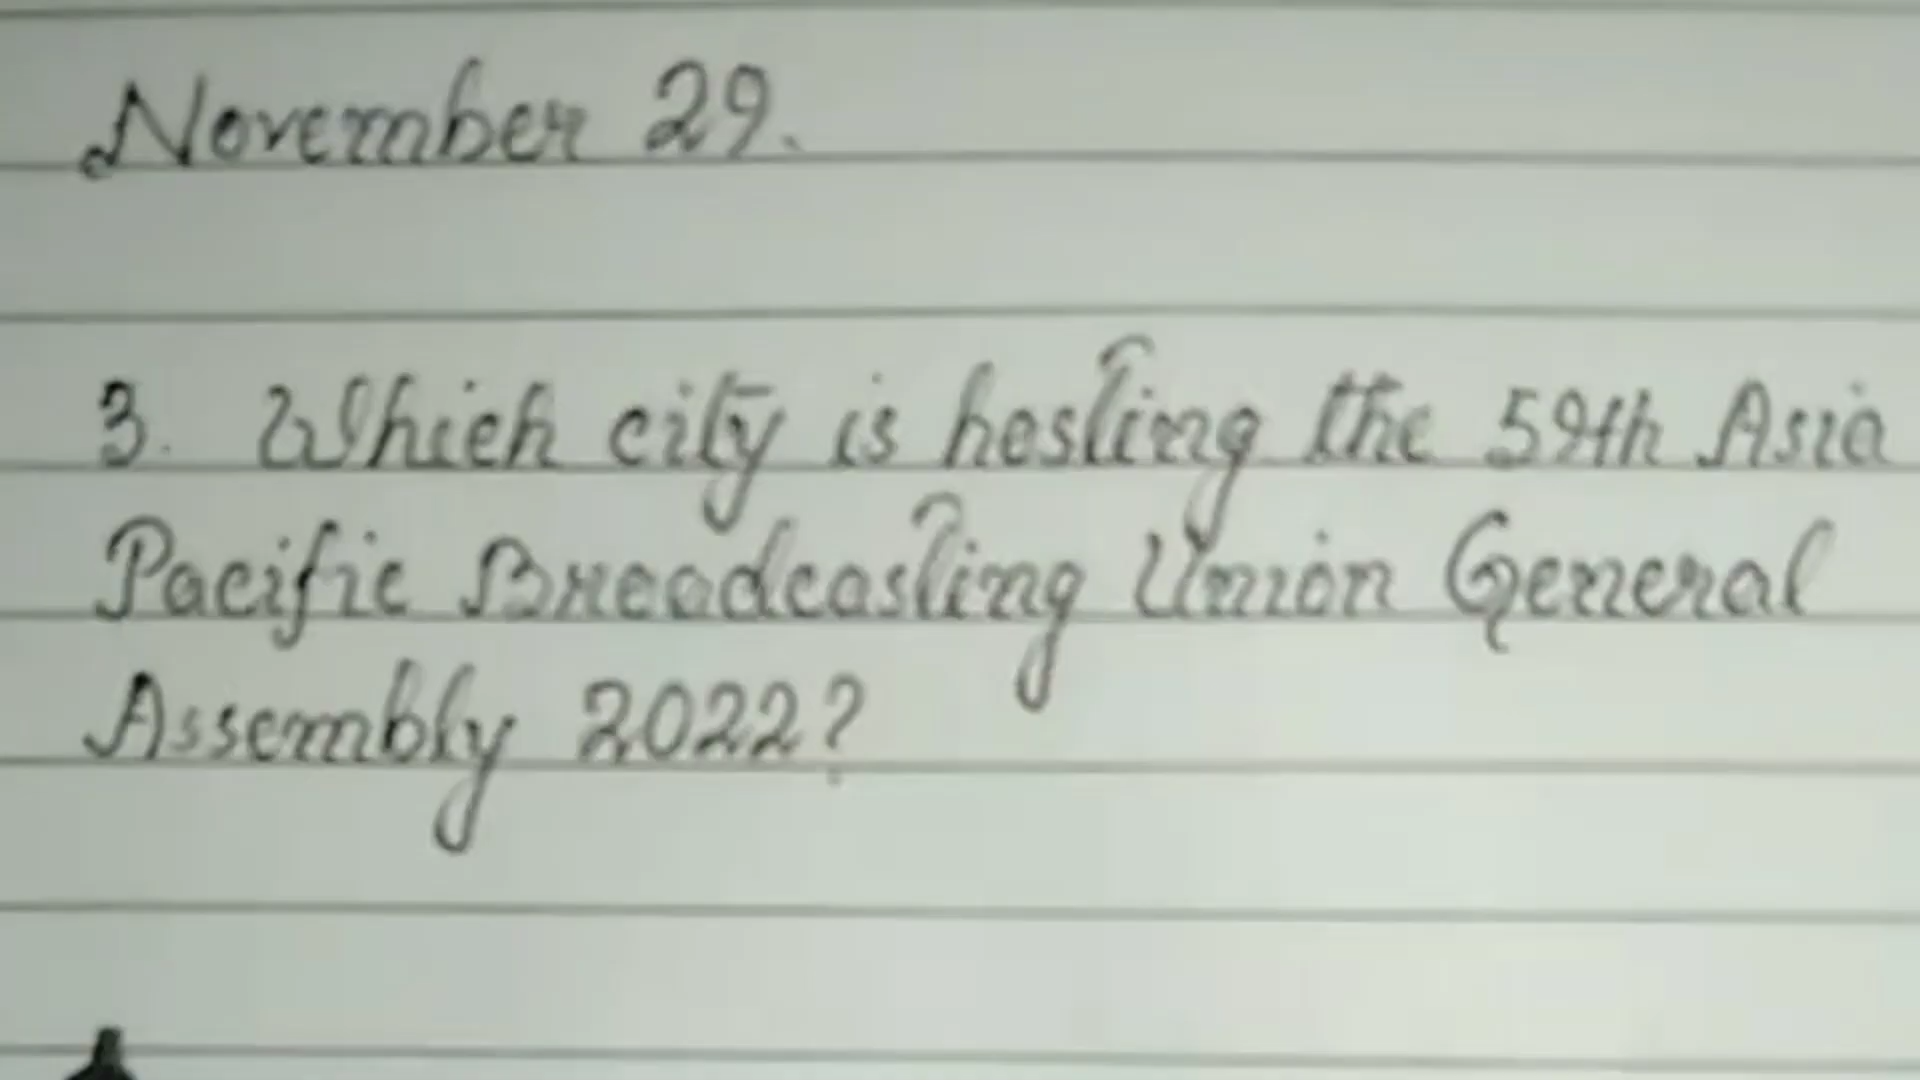 November 29.
3. Which city is hosting the 59th Asia
Pacific Broadcasting Union General
Assembly 2022?